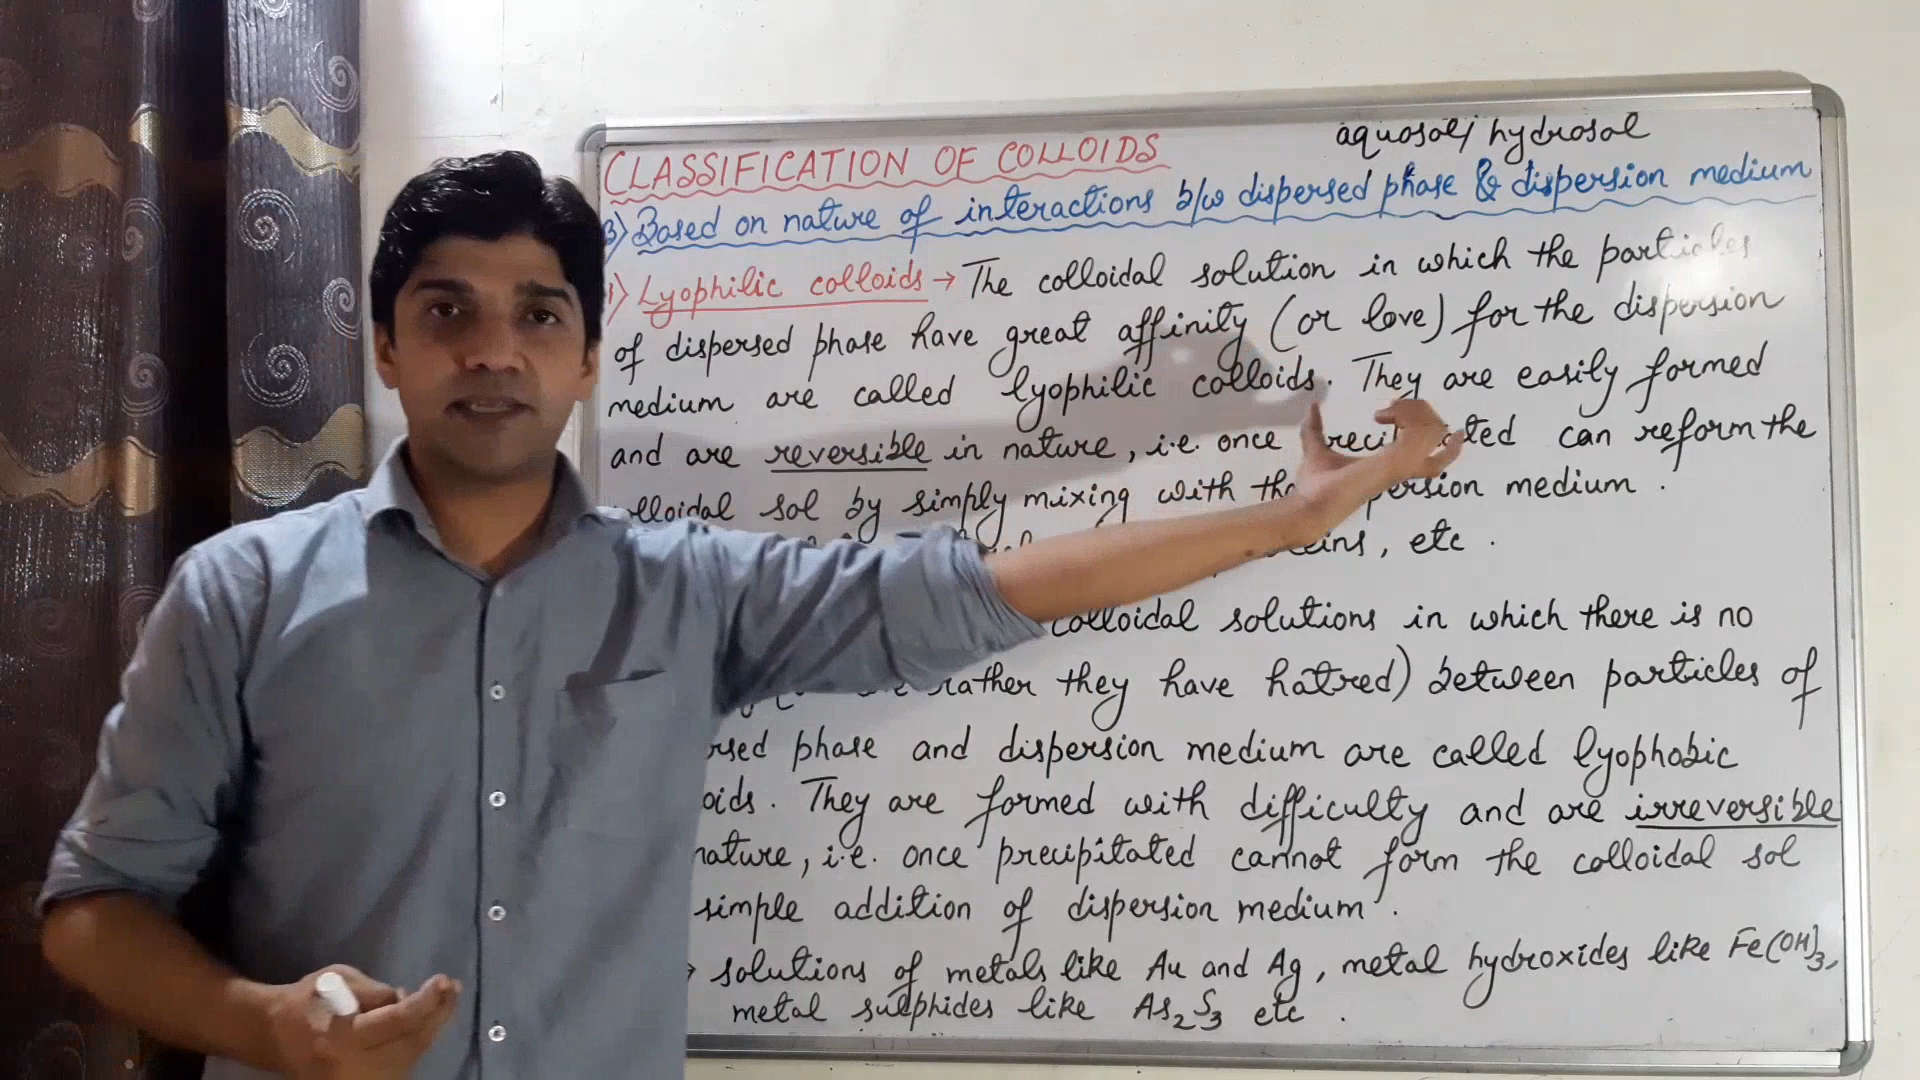 aquasol/ hydrosol
CLASSIFICATION OF COLLOIDS
B) Based on nature of interactions b/w dispersed phase & dispersion medium
1) Lyophilic colloids → The colloidal solution in which the particles
of dispersed phase have great affinity (or love) for the dispersion
medium are called lyophilic colloids. They are easily formed
and are reversible in nature, i.e. once can reform the
sol by simply mixing with medium.
etc.
colloidal solutions in which there is no
rather they have hatred) between particles of
phase and dispersion medium are called lyophobic
They are formed with difficulty and are irreversible
nature, i.e. once precipitated cannot form the colloidal sol
simple addition of dispersion medium.
→ solutions of metals like Au and Ag, metal hydroxides like Fe(OH)3,
metal sulphides like As2S3 etc.